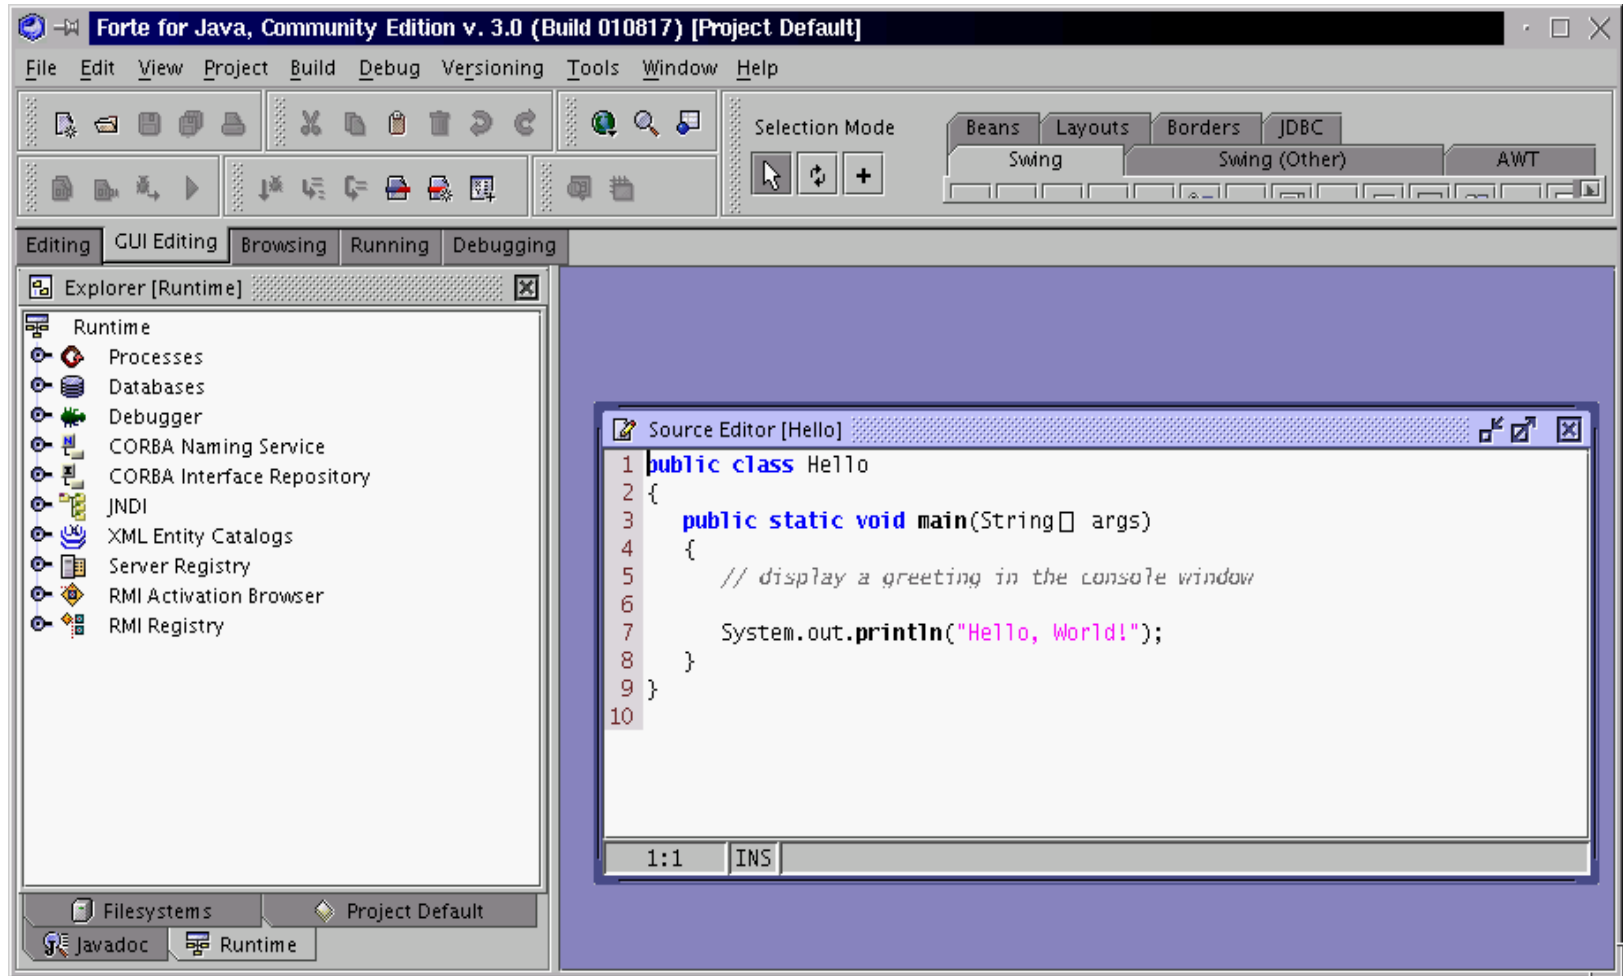 Forte for Java, Community Edition v. 3.0 (Build 010817) [Project Default]
File Edit View Project Build Debug Versioning Tools Window Help
Selection Mode
Beans Layouts Borders JDBC
Swing Swing (Other) AWT
Editing GUI Editing Browsing Running Debugging
Explorer [Runtime]
Runtime
Processes
Databases
Debugger
CORBA Naming Service
CORBA Interface Repository
JNDI
XML Entity Catalogs
Server Registry
RMI Activation Browser
RMI Registry
Filesystems Project Default
Javadoc Runtime
Source Editor [Hello]
1 public class Hello
2 {
3 public static void main(String[] args)
4 {
5 // display a greeting in the console window
6
7 System.out.println("Hello, World!");
8 }
9 }
10
1:1 INS